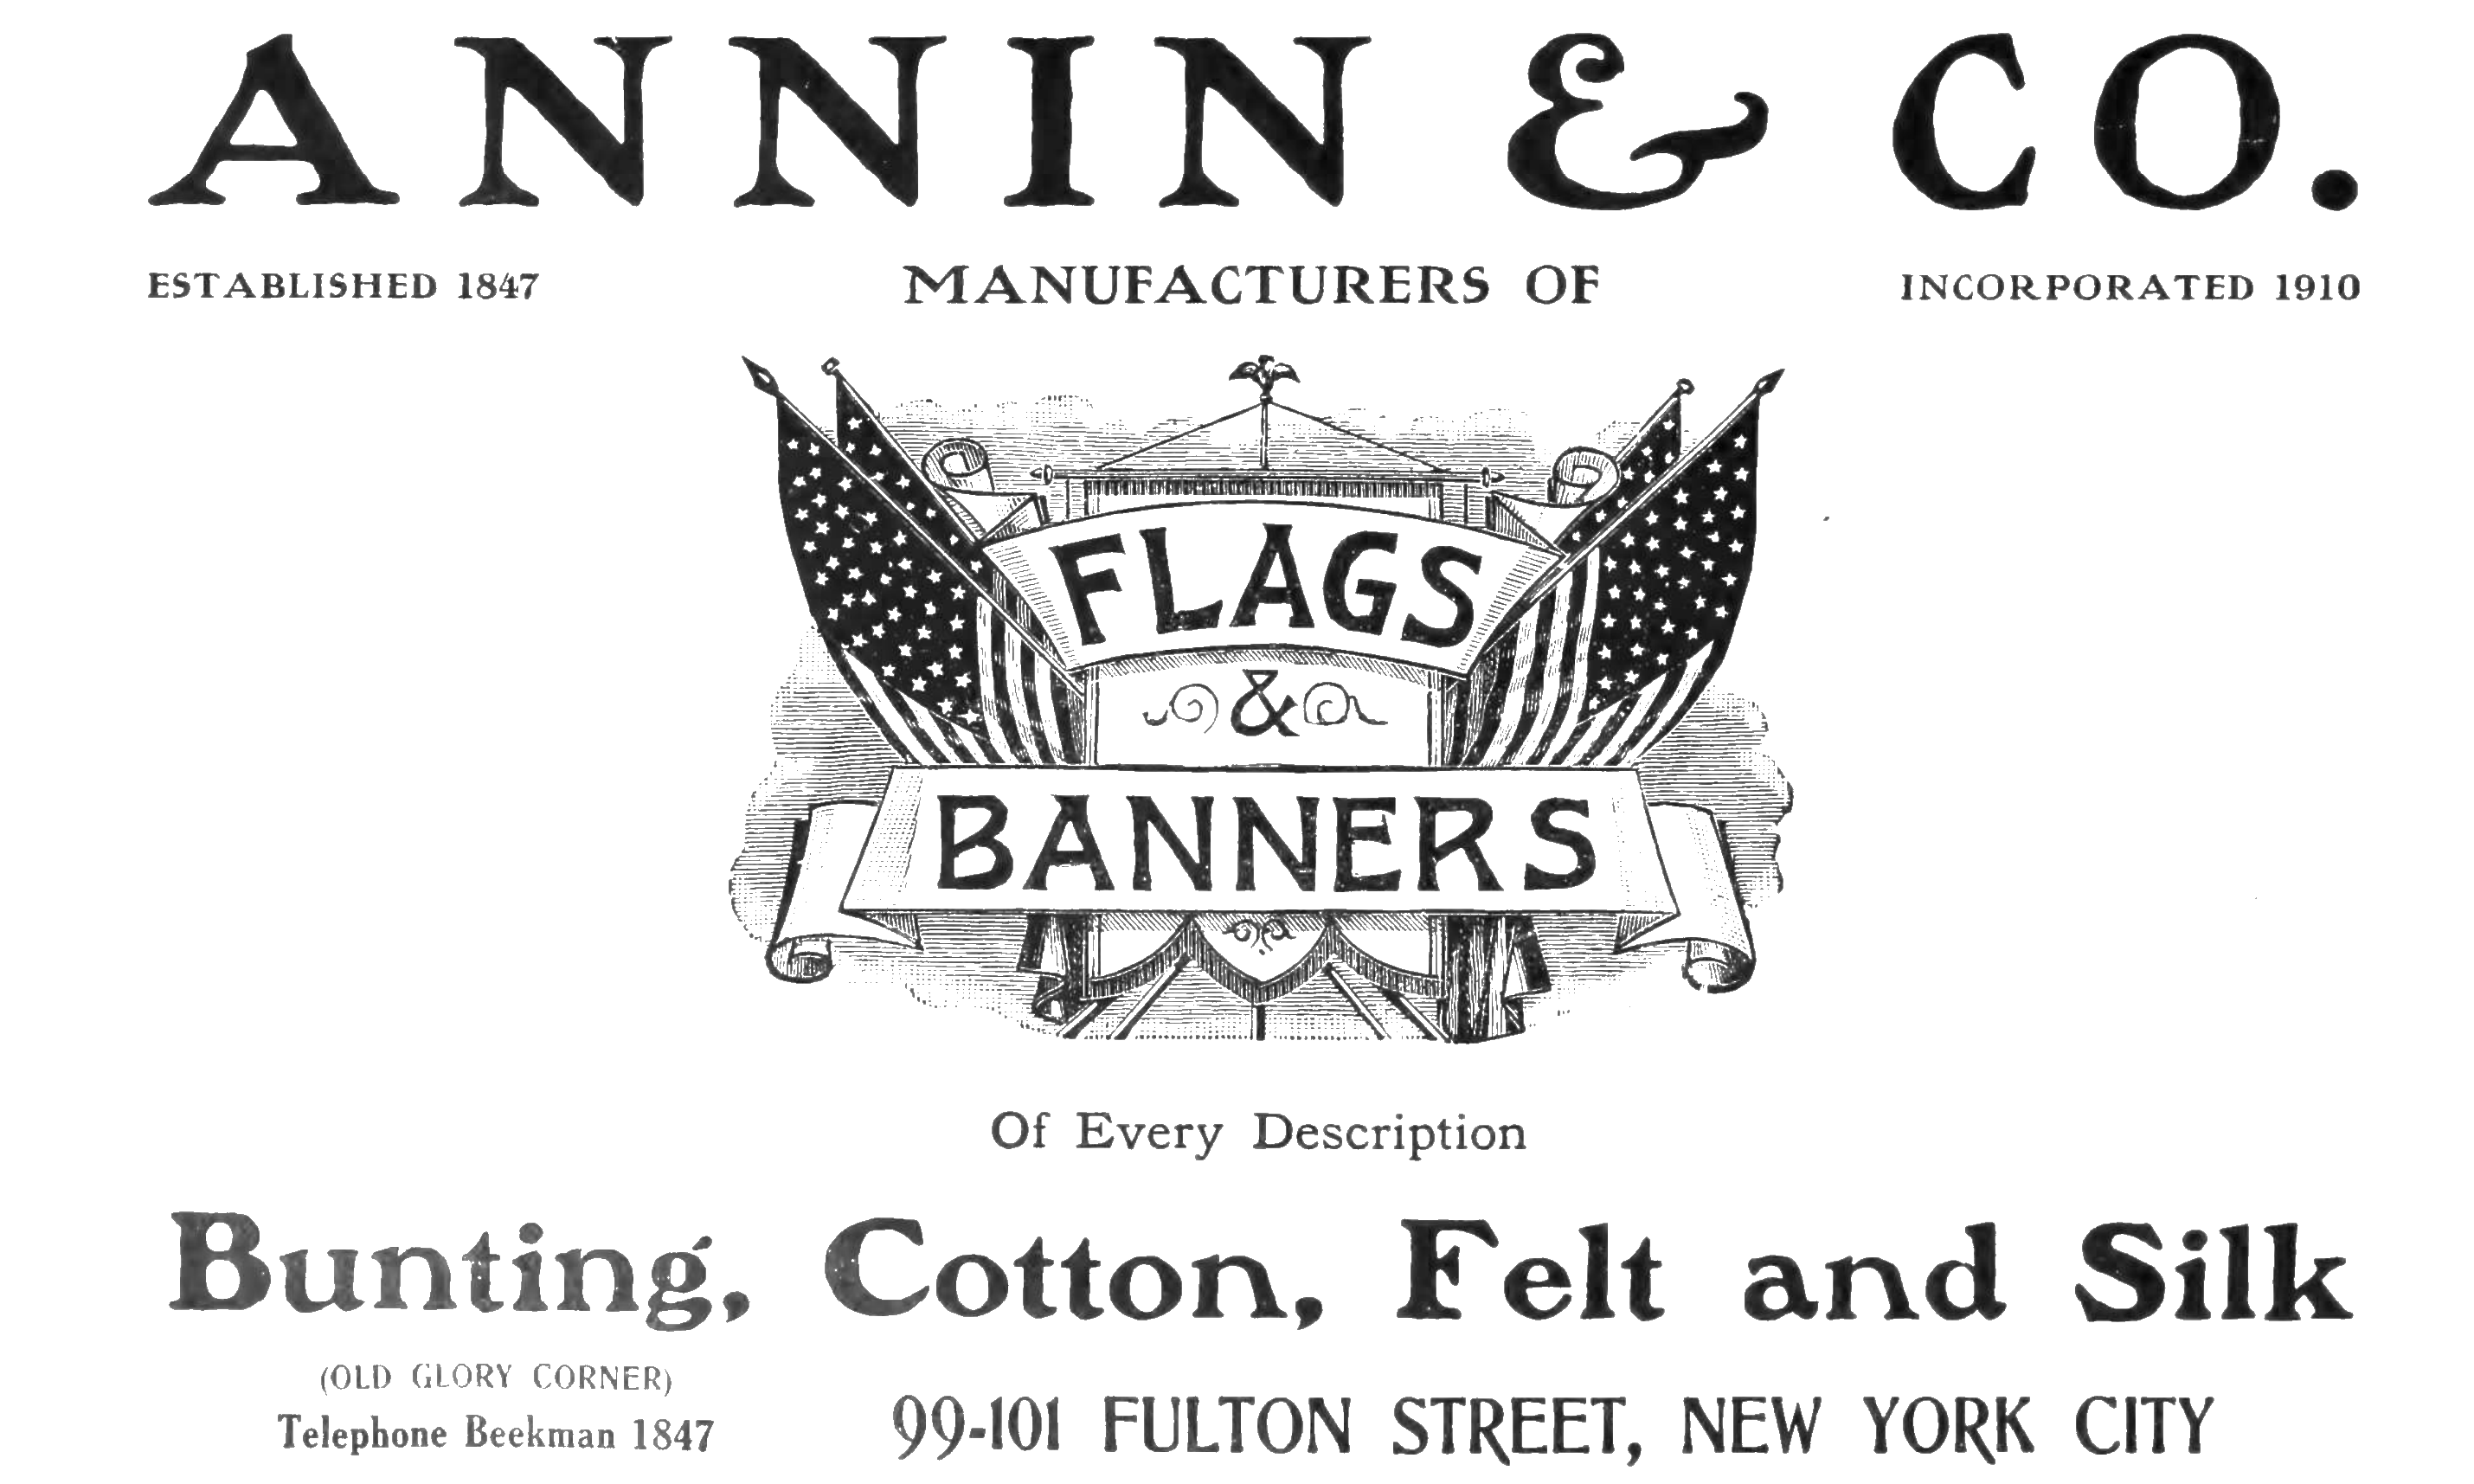 ANNIN & CO.
ESTABLISHED 1847 MANUFACTURERS OF INCORPORATED 1910
FLAGS
&
BANNERS
Of Every Description
Bunting, Cotton, Felt and Silk
(OLD GLORY CORNER)
Telephone Beekman 1847
99-101 FULTON STREET, NEW YORK CITY